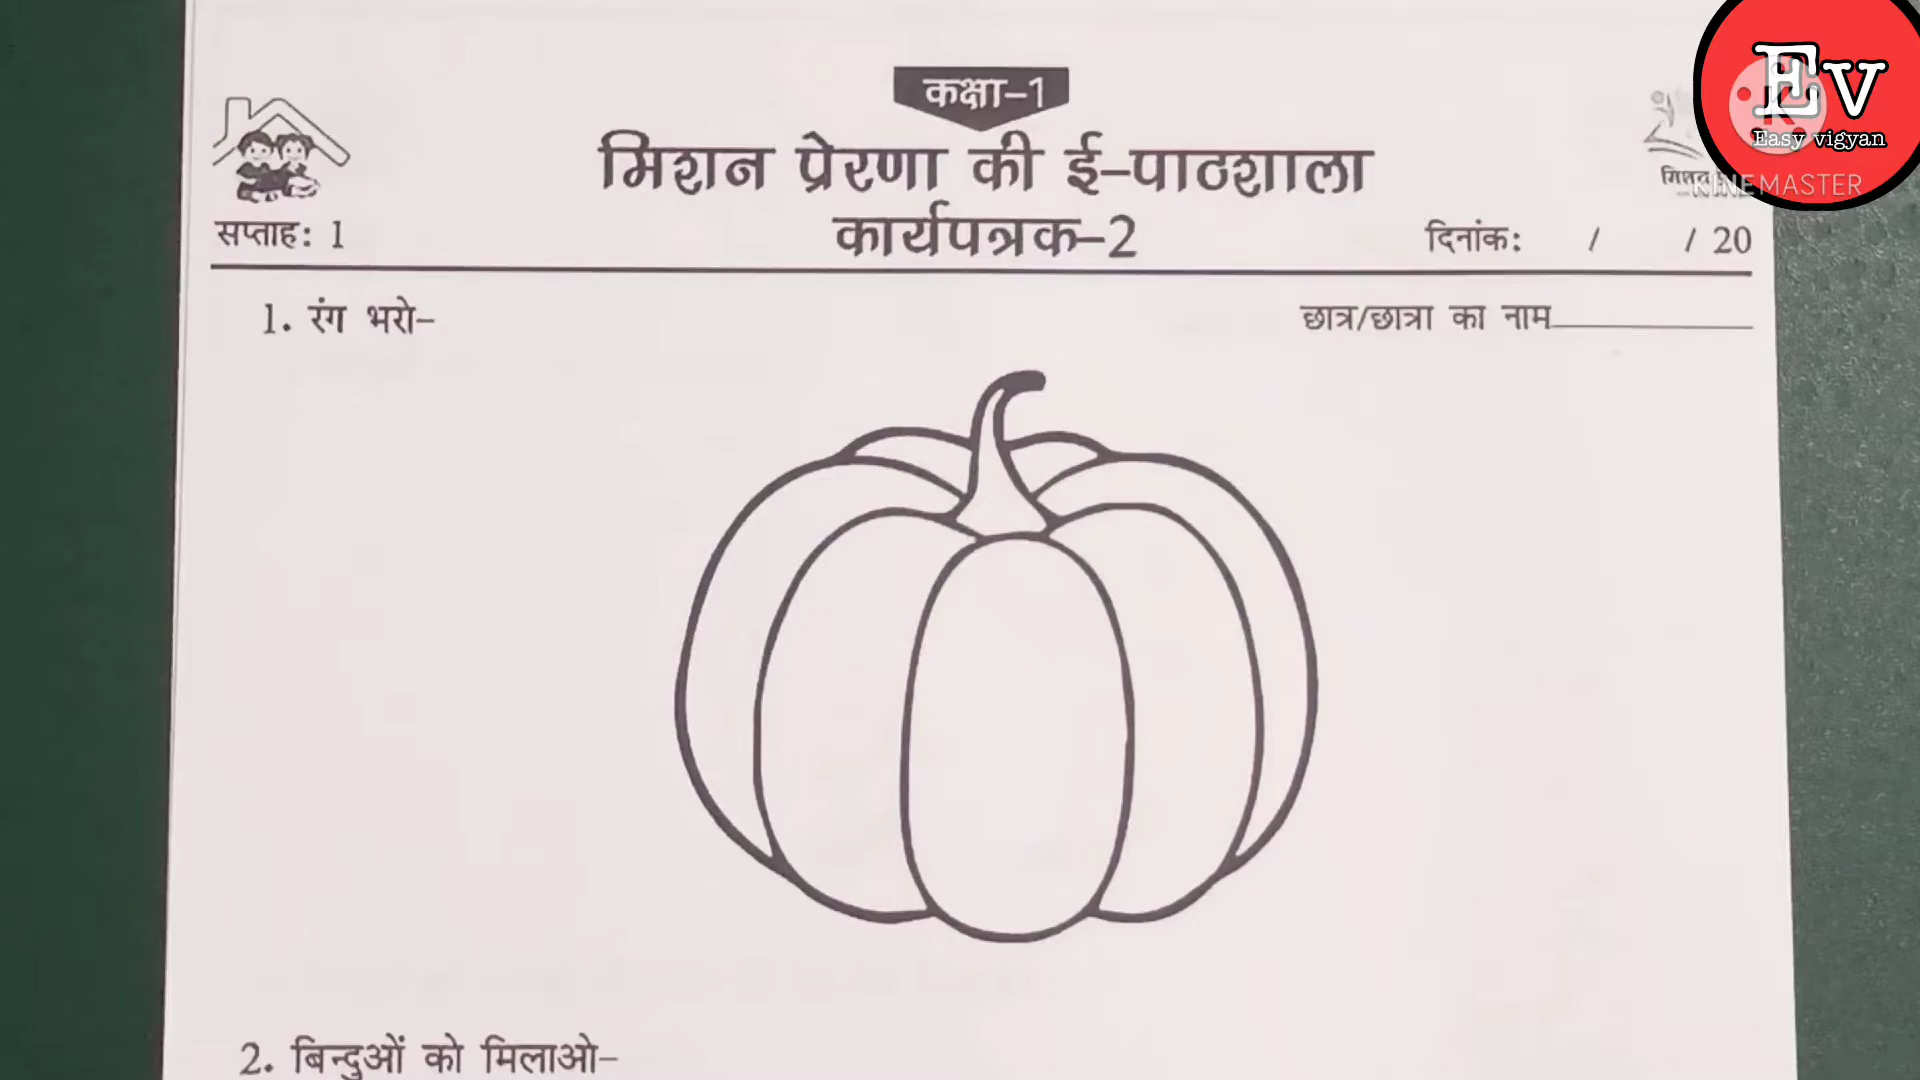 कक्षा-1
मिशन प्रेरणा की ई-पाठशाला
सप्ताह: 1
कार्यपत्रक-2
दिनांक: / / 20
1. रंग भरो-
छात्र/छात्रा का नाम
2. बिन्दुओं को मिलाओ-
EV
Easy vigyan
KINEMASTER